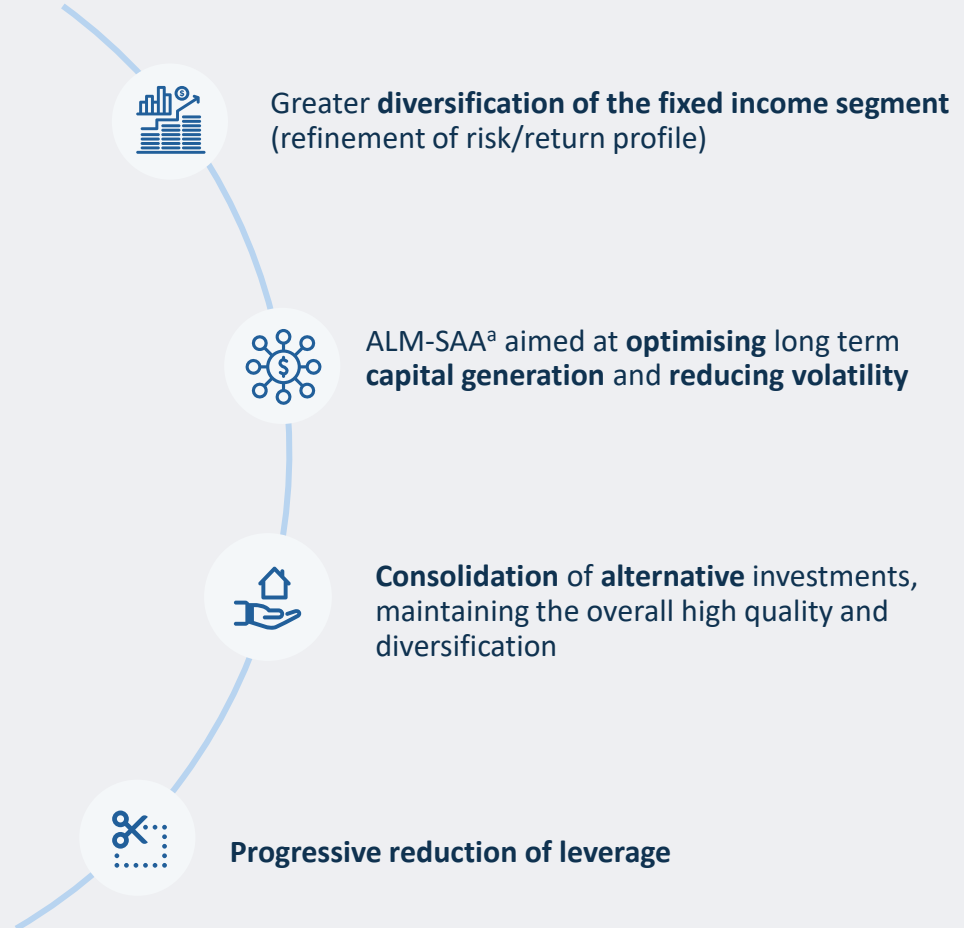 Greater diversification of the fixed income segment
(refinement of risk/return profile)
ALM-SAAᵃ aimed at optimising long term
capital generation and reducing volatility
Consolidation of alternative investments,
maintaining the overall high quality and
diversification
Progressive reduction of leverage